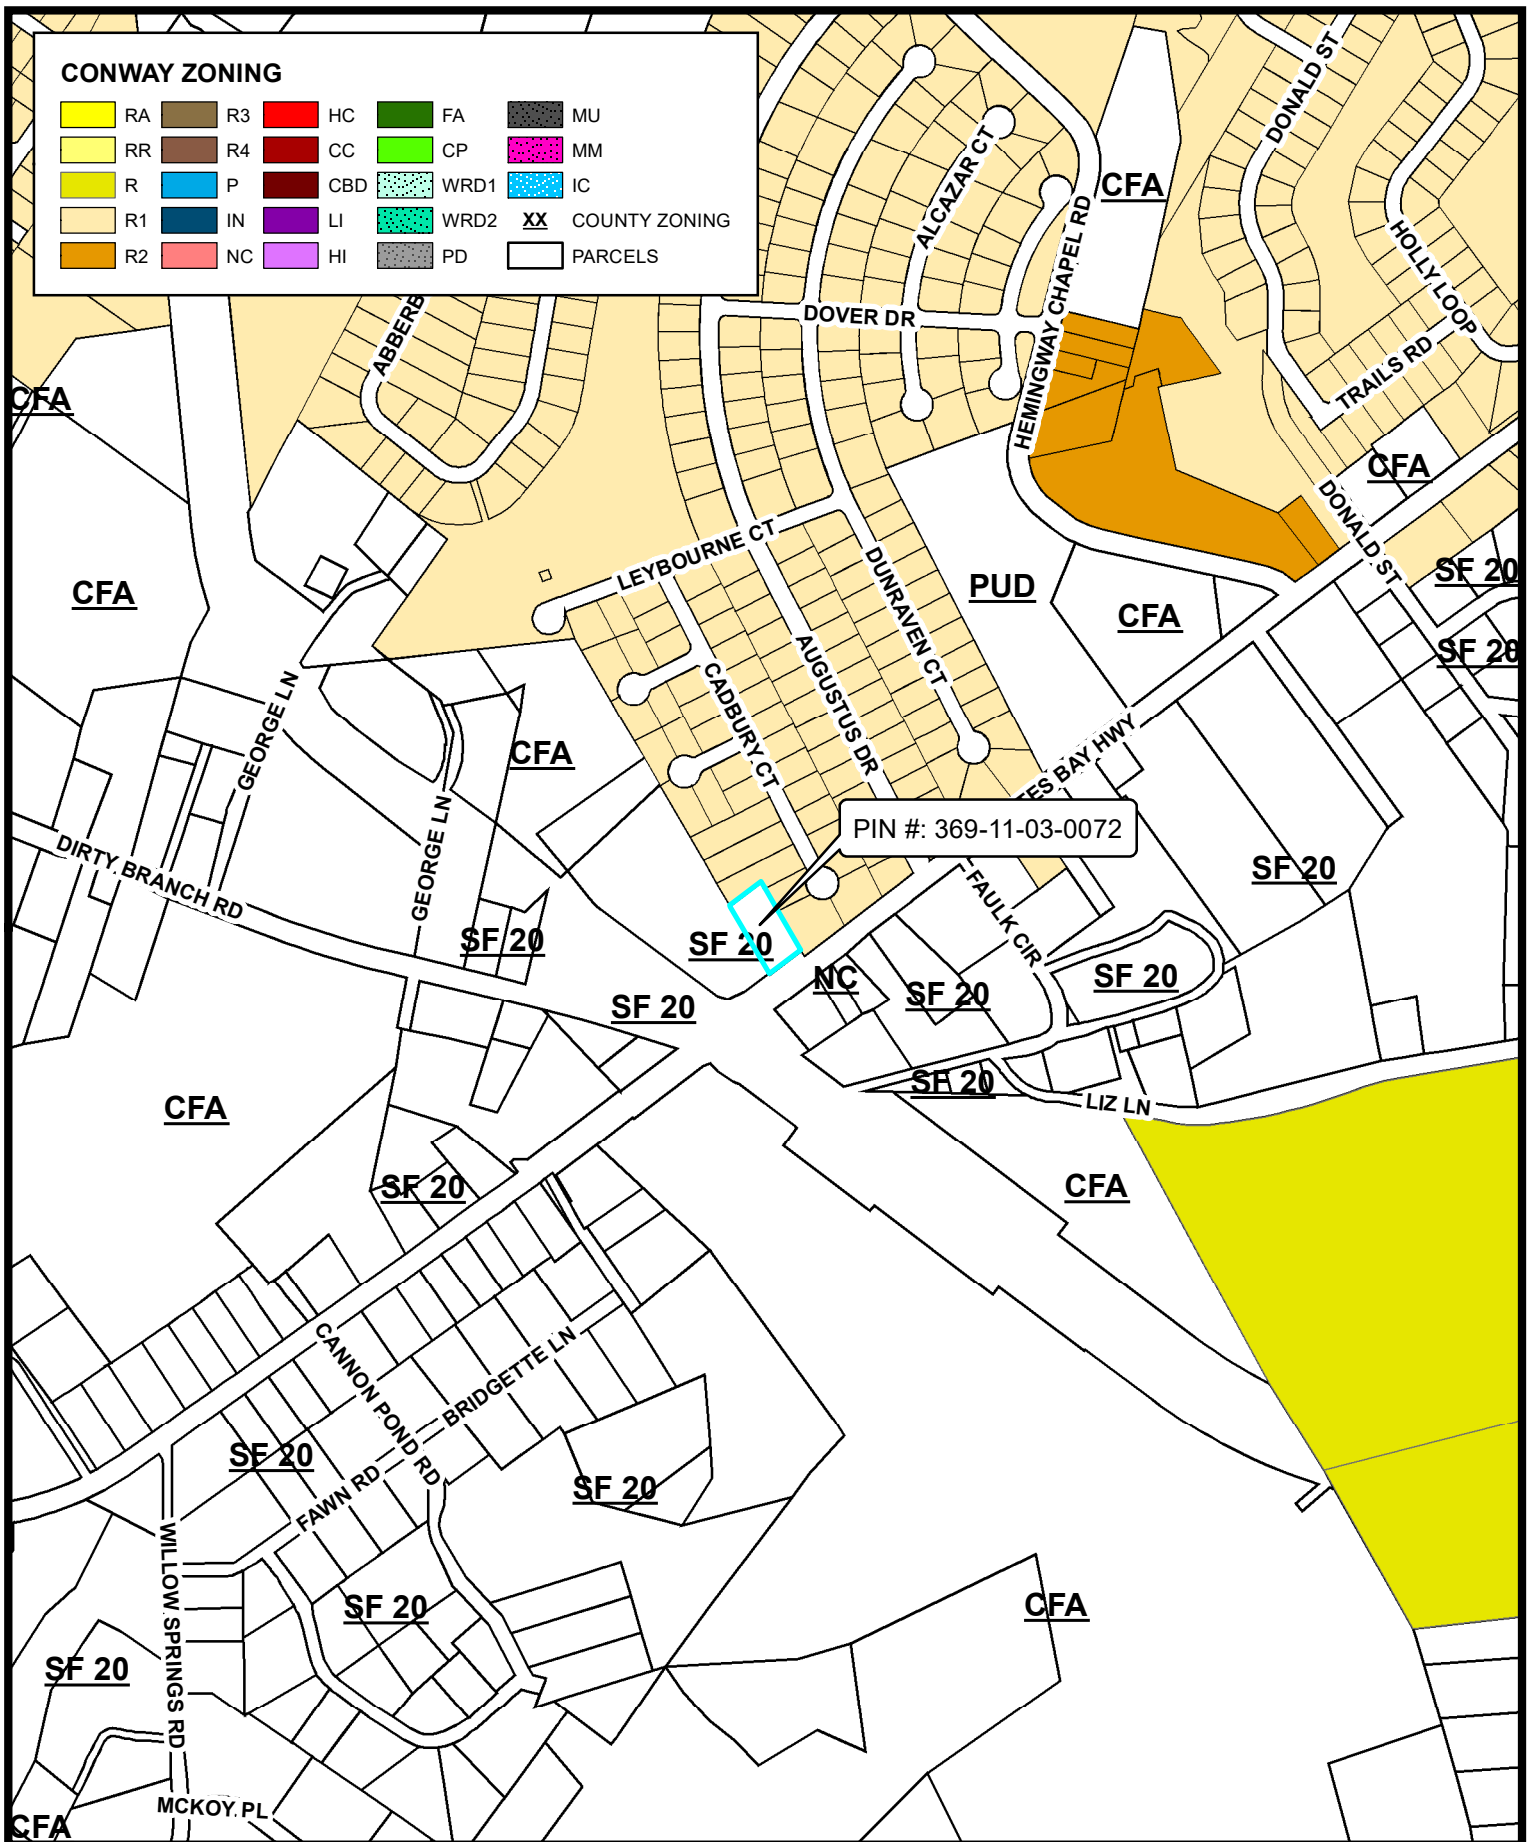 CONWAY ZONING
RA R3 HC FA MU
RR R4 CC CP MM
R P CBD WRD1 IC
R1 IN LI WRD2 XX COUNTY ZONING
R2 NC HI PD PARCELS
DONALD ST
CFA
ALCAZAR CT
HOLLY LOOP
HEMINGWAY CHAPEL RD
DOVER DR
ABBERB
TRAILS RD
CFA
CFA
DONALD ST
LEYBOURNE CT
DUNRAVEN CT
SF 20
CFA
PUD
CFA
SF 20
AUGUSTUS DR
CADBURY CT
GEORGE LN
CFA
ES BAY HWY
PIN #: 369-11-03-0072
GEORGE LN
DIRTY BRANCH RD
SF 20
FAULK CIR
SF 20
SF 20
NC
SF 20
SF 20
SF 20
SF 20
LIZ LN
CFA
CFA
SF 20
CANNON POND RD
BRIDGETTE LN
SF 20
FAWN RD
SF 20
WILLOW SPRINGS RD
SF 20
CFA
SF 20
MCKOY PL
CFA